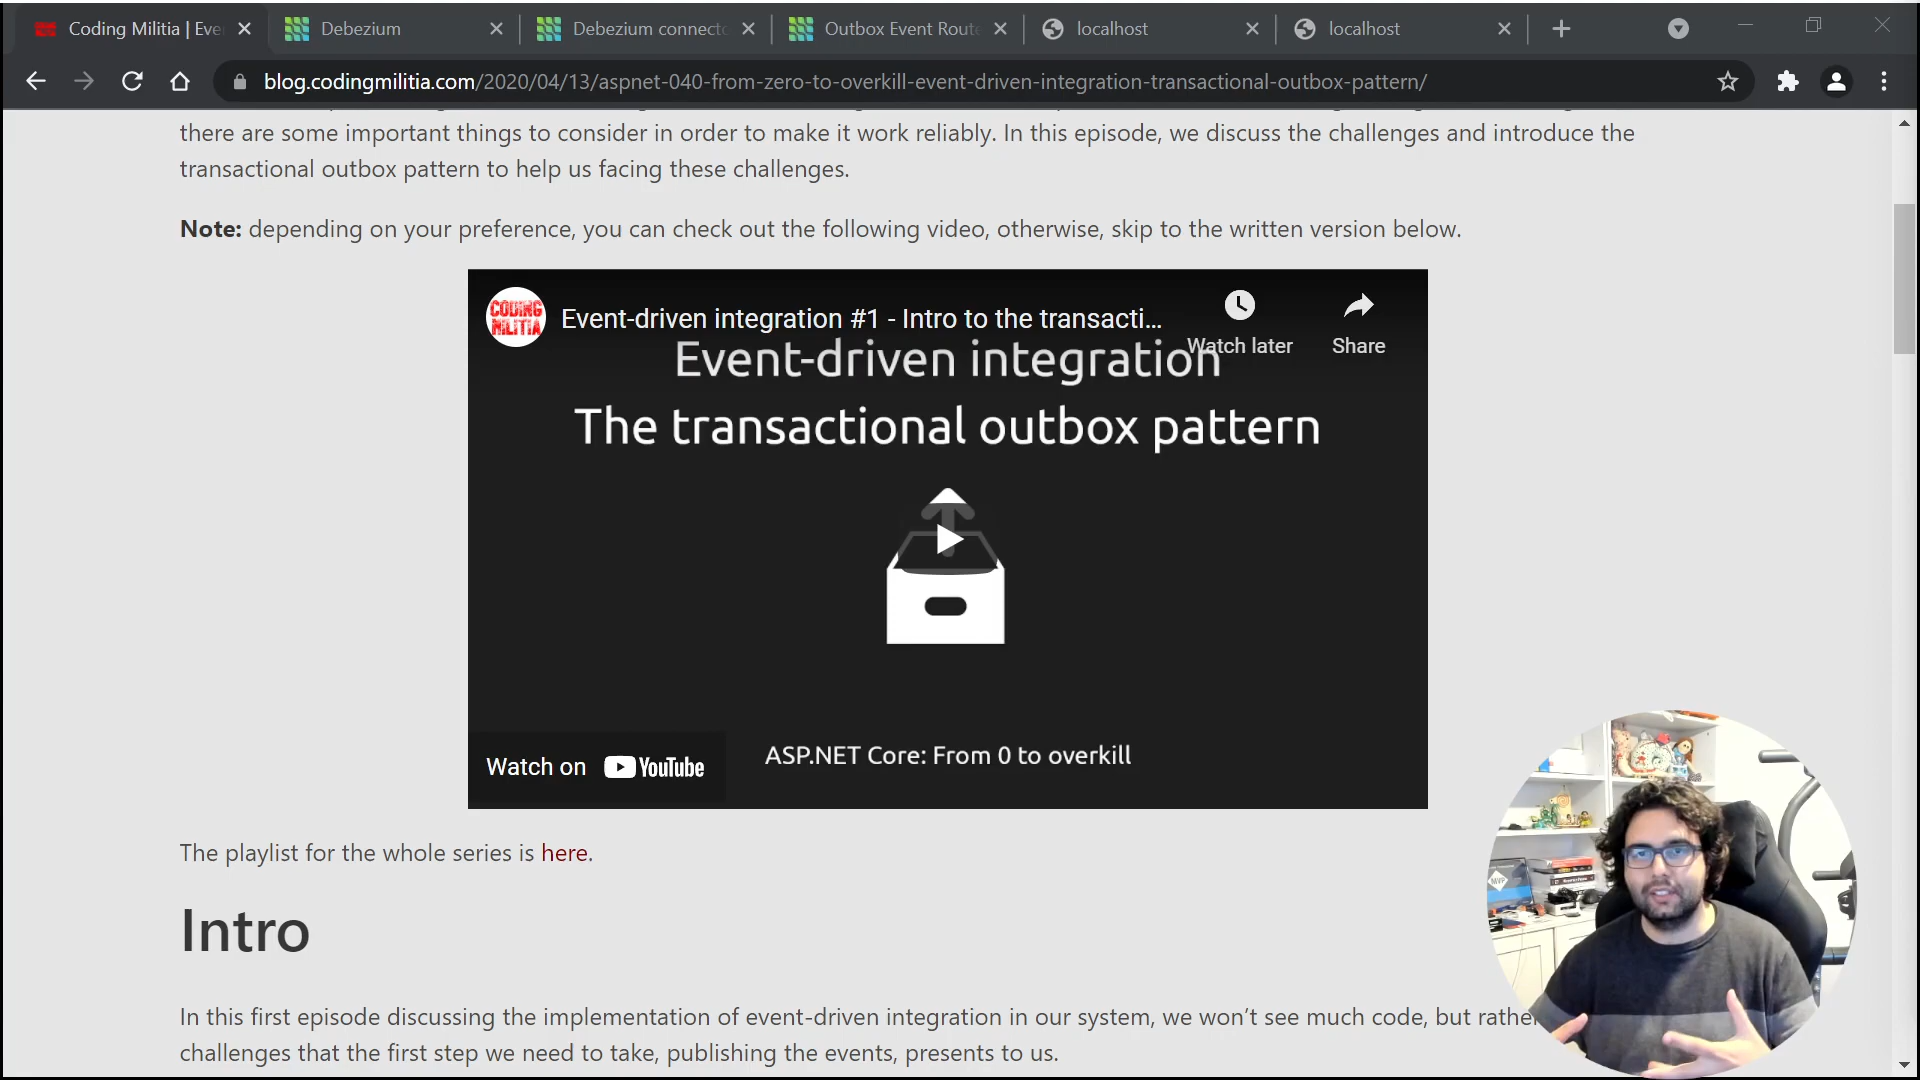 Coding Militia | Eve
Debezium
Debezium connecto
Outbox Event Route
localhost
localhost
blog.codingmilitia.com/2020/04/13/aspnet-040-from-zero-to-overkill-event-driven-integration-transactional-outbox-pattern/
there are some important things to consider in order to make it work reliably. In this episode, we discuss the challenges and introduce the
transactional outbox pattern to help us facing these challenges.
Note: depending on your preference, you can check out the following video, otherwise, skip to the written version below.
CODING
MILITIA
Event-driven integration #1 - Intro to the transacti...
Watch later
Share
Event-driven integration
The transactional outbox pattern
Watch on YouTube
ASP.NET Core: From 0 to overkill
The playlist for the whole series is here.
MVP
Intro
In this first episode discussing the implementation of event-driven integration in our system, we won't see much code, but rather
challenges that the first step we need to take, publishing the events, presents to us.